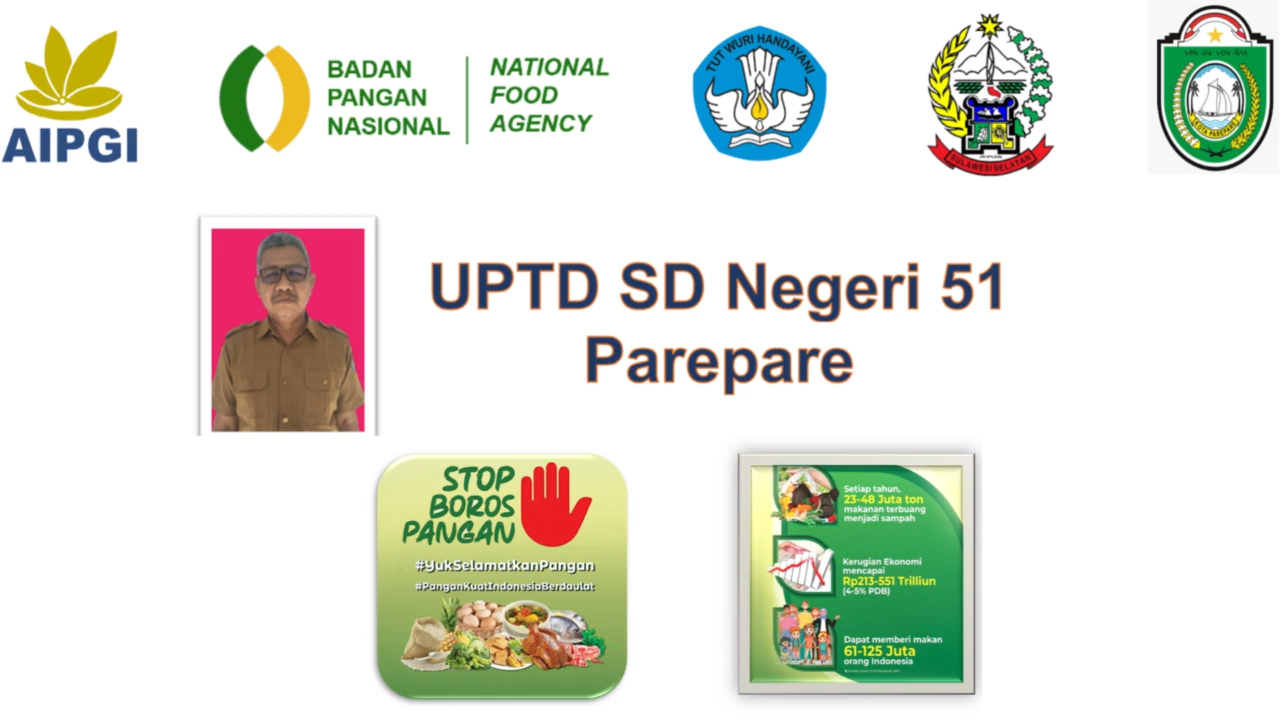 AIPGI
BADAN
PANGAN
NASIONAL
NATIONAL
FOOD
AGENCY
TUT WURI HANDAYANI
SULAWESI SELATAN
KOTA PAREPARE
UPTD SD Negeri 51
Parepare
STOP
BOROS
PANGAN
#YukSelamatkanPangan
#PanganKuatIndonesiaBerdaulat
Setiap tahun,
23-48 Juta ton
makanan terbuang
menjadi sampah
Kerugian Ekonomi
mencapai
Rp213-551 Trilliun
(4-5% PDB)
Dapat memberi makan
61-125 Juta
orang Indonesia